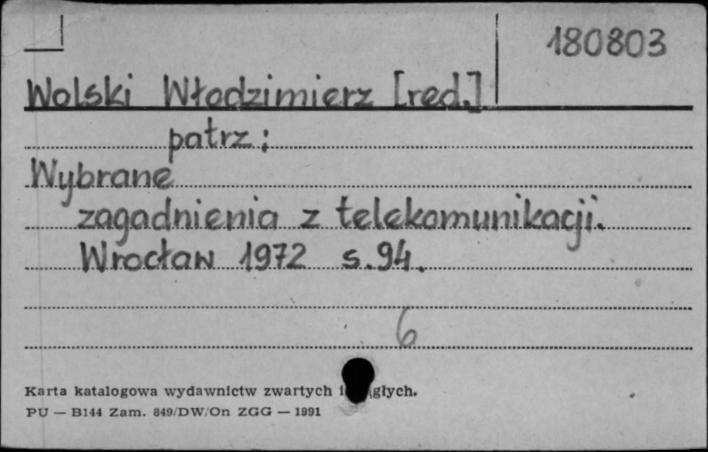 180803
Wolski Włodzimierz [red.]
patrz:
Wybrane
zagadnienia z telekomunikacji.
Wrocław 1972 s.94.
6
Karta katalogowa wydawnictw zwartych
PU — B144 Zam. 849/DW/On ZGG — 1991